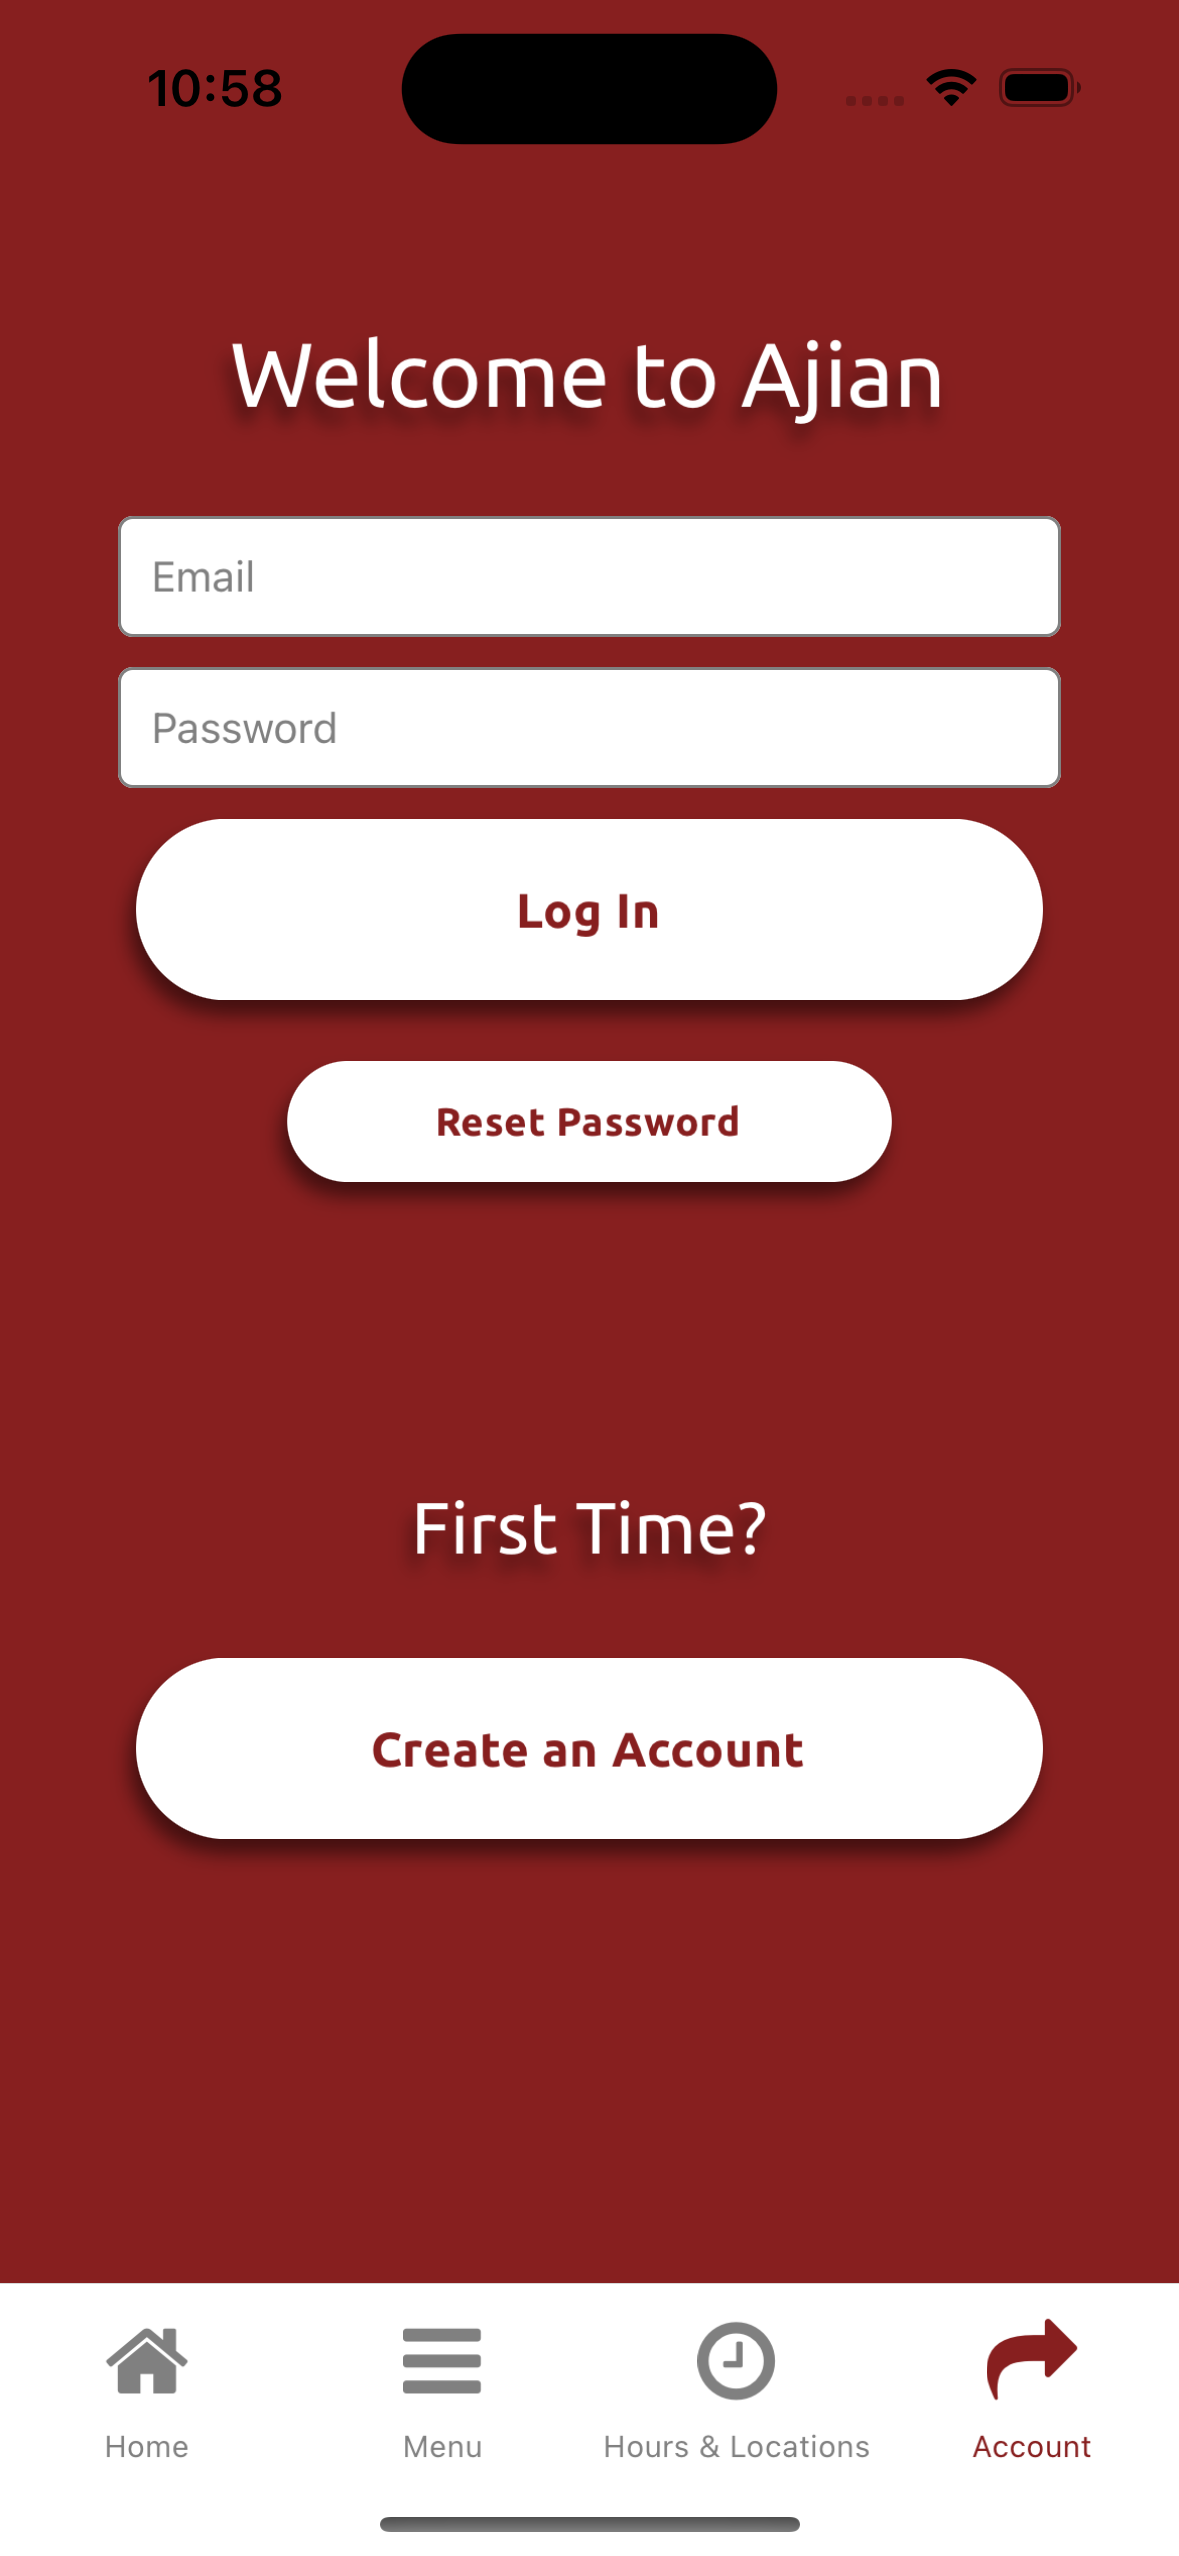 10:58
Welcome to Ajian
Email
Password
Log In
Reset Password
First Time?
Create an Account
Home
Menu
Hours & Locations
Account